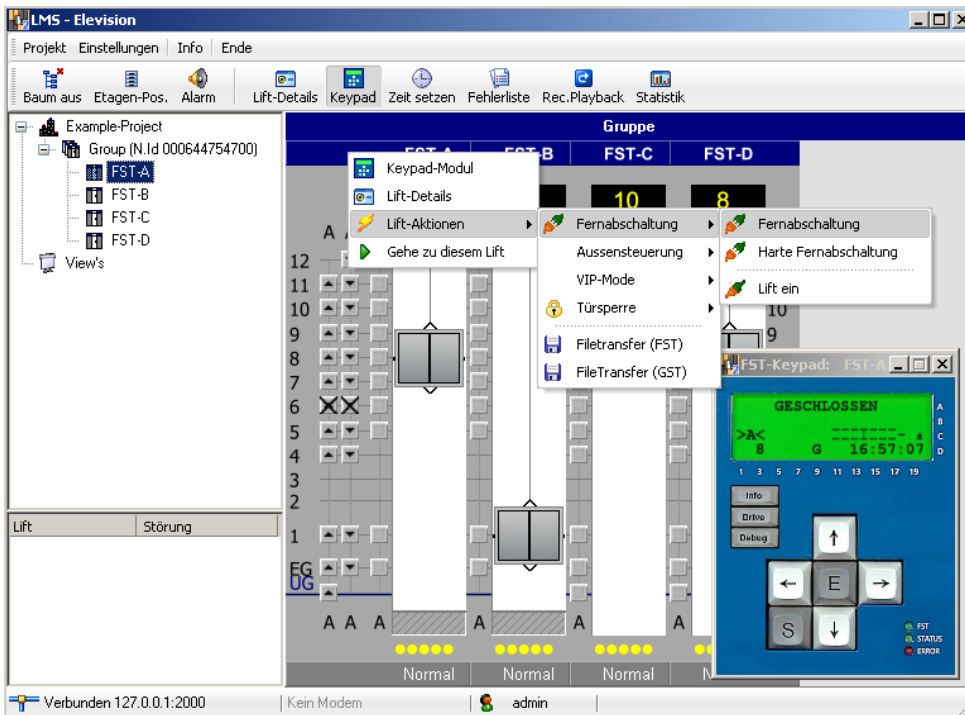 LMS - Elevision
Projekt Einstellungen Info Ende
Baum aus Etagen-Pos. Alarm Lift-Details Keypad Zeit setzen Fehlerliste Rec.Playback Statistik
Example-Project
Group (N.Id 000644754700)
FST-A
FST-B
FST-C
FST-D
View's
Lift Störung
Gruppe
FST-A FST-B FST-C FST-D
10 8
Keypad-Modul
Lift-Details
Lift-Aktionen
Gehe zu diesem Lift
Fernabschaltung
Aussensteuerung
VIP-Mode
Türsperre
Filetransfer (FST)
FileTransfer (GST)
Fernabschaltung
Harte Fernabschaltung
Lift ein
A
12
11
10 10
9 9
8
7
6
5
4
3
2
1
EG
UG
A A A A A A
Normal Normal Normal
FST-Keypad: FST-A
GESCHLOSSEN
>A<
8 G 16:57:07
A
B
C
D
1 3 5 7 9 11 13 15 17 19
Info
Drive
Debug
E
S
FST
STATUS
ERROR
Verbunden 127.0.0.1:2000 Kein Modem admin